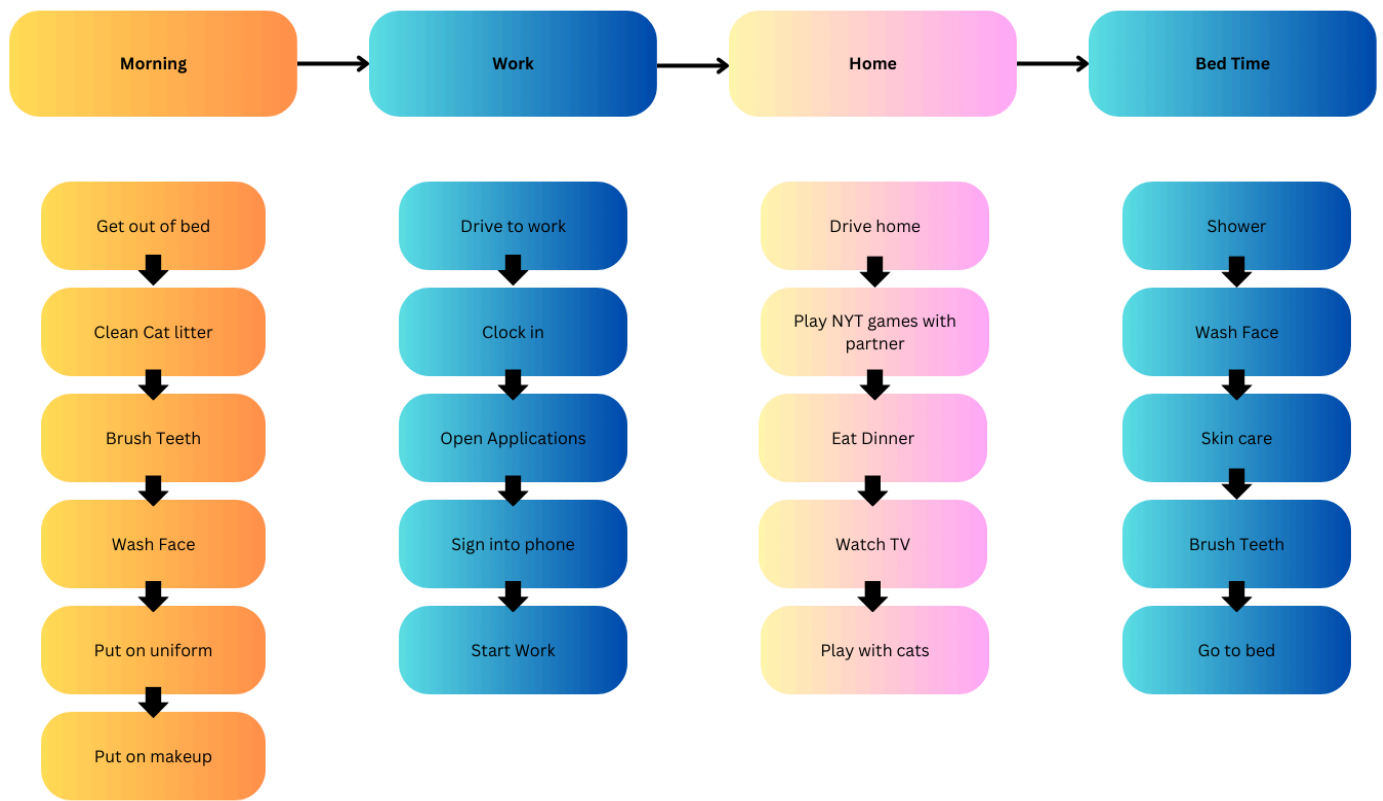 Morning
Work
Home
Bed Time
Get out of bed
Clean Cat litter
Brush Teeth
Wash Face
Put on uniform
Put on makeup
Drive to work
Clock in
Open Applications
Sign into phone
Start Work
Drive home
Play NYT games with
partner
Eat Dinner
Watch TV
Play with cats
Shower
Wash Face
Skin care
Brush Teeth
Go to bed